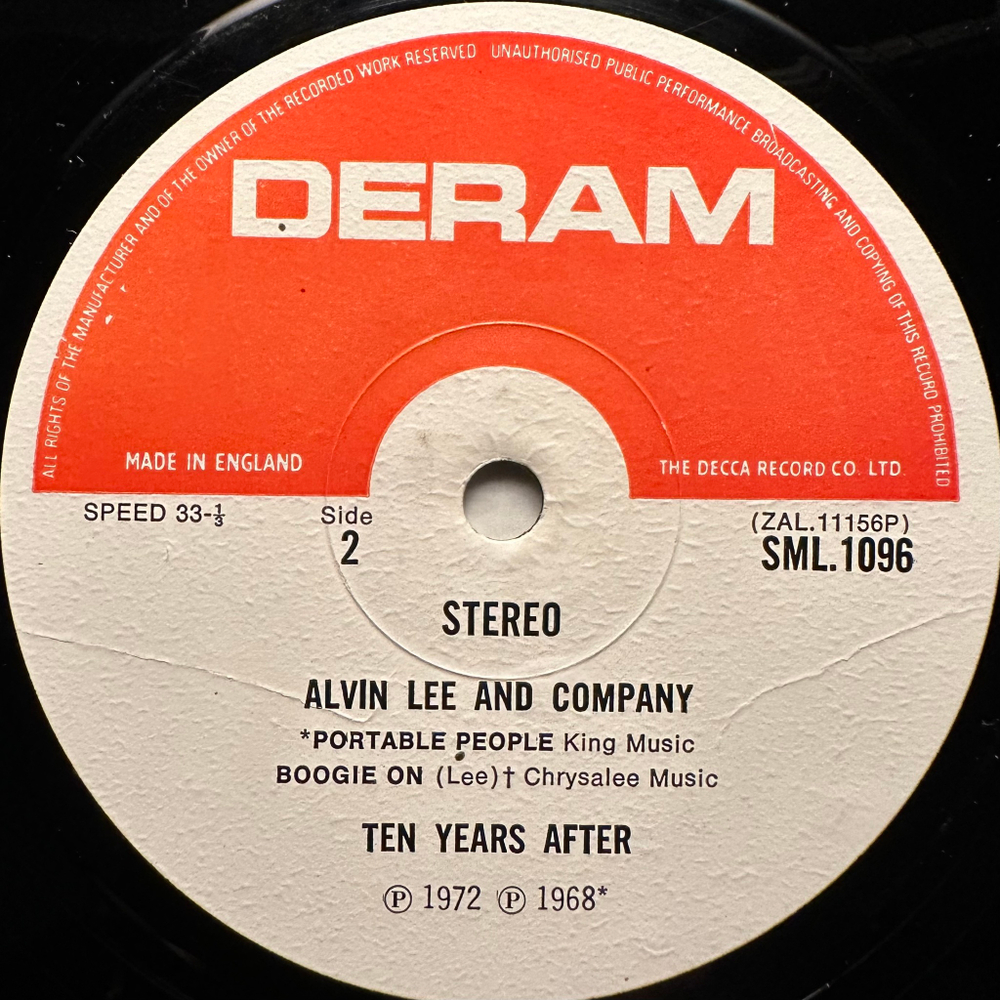 ALL RIGHTS OF THE MANUFACTURER AND OF THE OWNER OF THE RECORDED WORK RESERVED UNAUTHORISED PUBLIC PERFORMANCE BROADCASTING AND COPYING OF THIS RECORD PROHIBITED
DERAM
MADE IN ENGLAND
THE DECCA RECORD CO. LTD.
SPEED 33-⅓
Side
2
(ZAL.11156P)
SML.1096
STEREO
ALVIN LEE AND COMPANY
*PORTABLE PEOPLE King Music
BOOGIE ON (Lee)† Chrysalee Music
TEN YEARS AFTER
Ⓟ 1972 Ⓟ 1968*